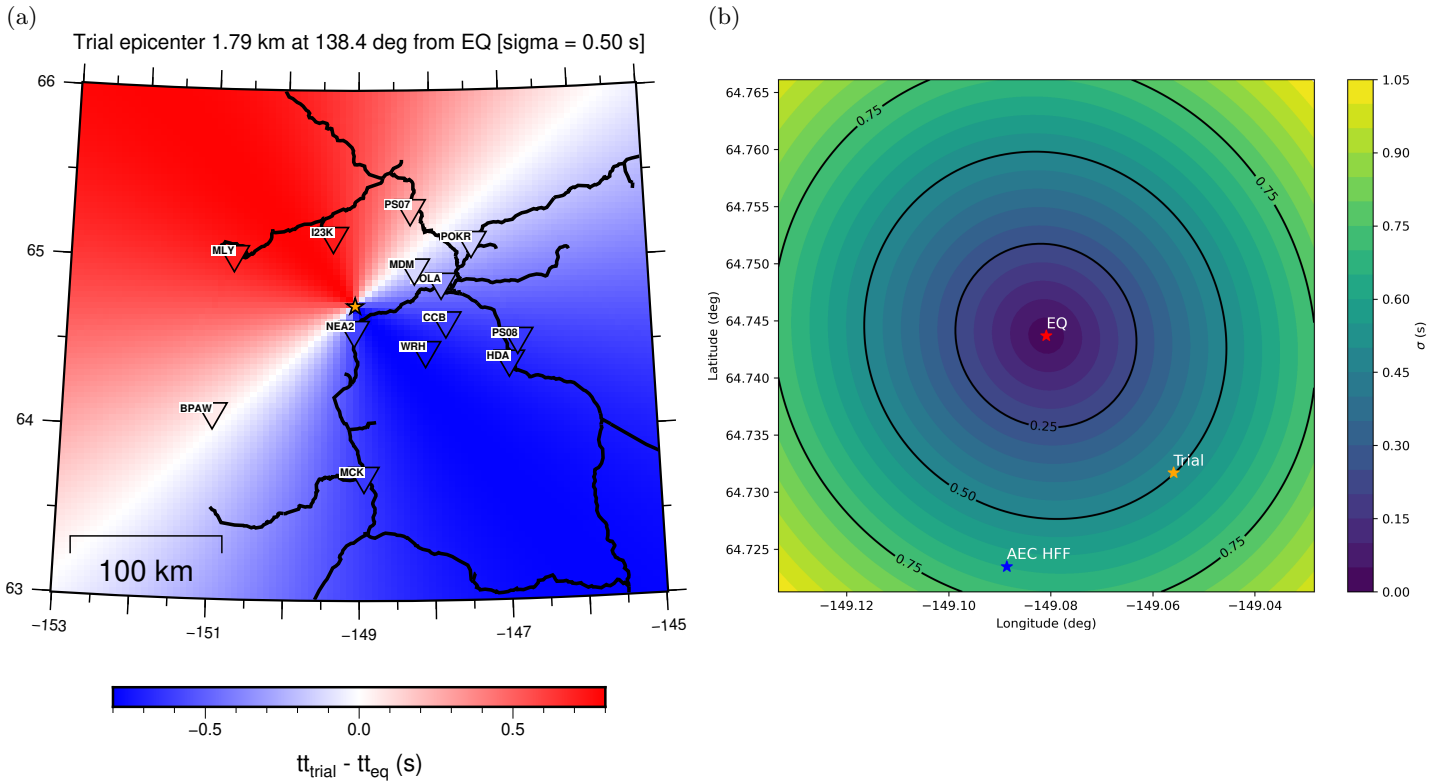 (a)
Trial epicenter 1.79 km at 138.4 deg from EQ [sigma = 0.50 s]
66
65
64
63
−153
−151
−149
−147
−145
PS07
I23K
MLY
POKR
MDM
OLA
NEA2
CCB
PS08
WRH
HDA
BPAW
MCK
100 km
−0.5
0.0
0.5
tt_trial - tt_eq (s)
(b)
64.765
64.760
64.755
64.750
64.745
64.740
64.735
64.730
64.725
Latitude (deg)
0.75
0.75
EQ
0.25
Trial
0.50
AEC HFF
0.75
0.75
−149.12
−149.10
−149.08
−149.06
−149.04
Longitude (deg)
1.05
0.90
0.75
0.60
0.45
0.30
0.15
0.00
σ (s)